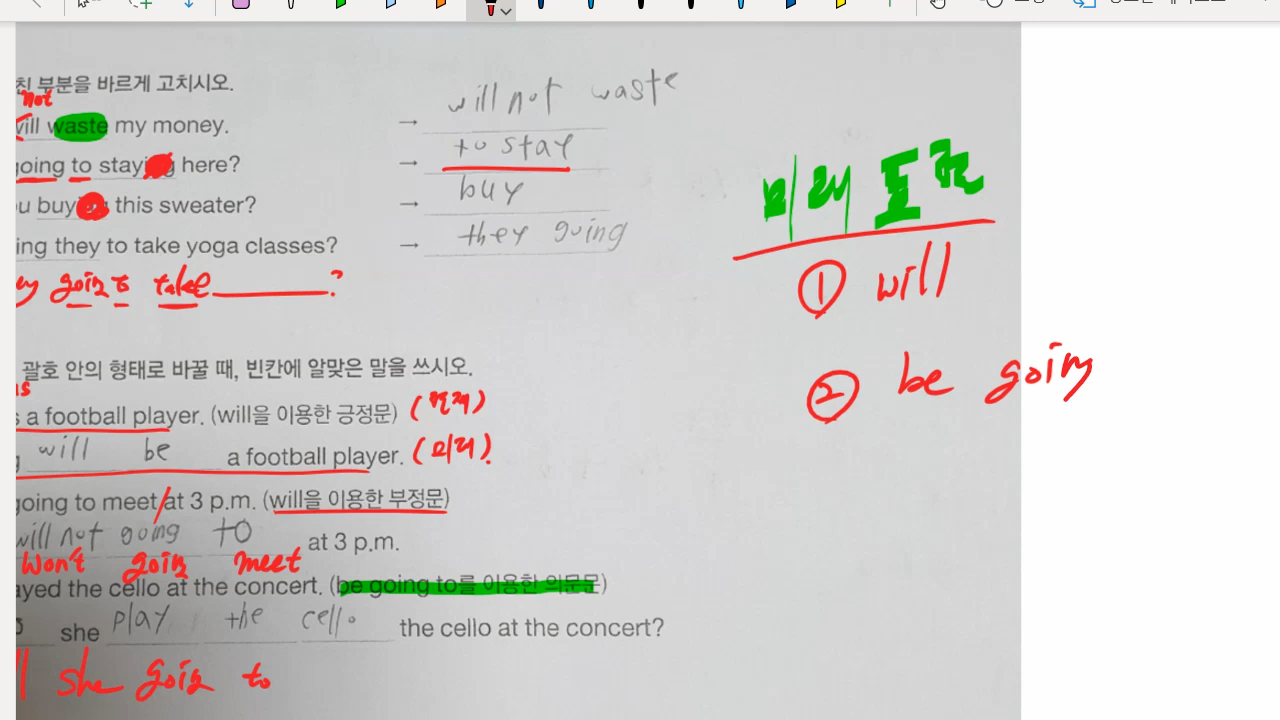 친 부분을 바르게 고치시오.
not
will waste my money. → will not waste
going to staying here? → to stay
u buying this sweater? → buy
ing they to take yoga classes? → they going
y going to take ?
괄호 안의 형태로 바꿀 때, 빈칸에 알맞은 말을 쓰시오.
is
s a football player. (will을 이용한 긍정문) (현재)
g will be a football player. (미래).
going to meet/at 3 p.m. (will을 이용한 부정문)
will not going to at 3 p.m.
won't going meet
ayed the cello at the concert. (be going to를 이용한 의문문)
she play the cello the cello at the concert?
ll she going to
미래 표현
① will
② be going